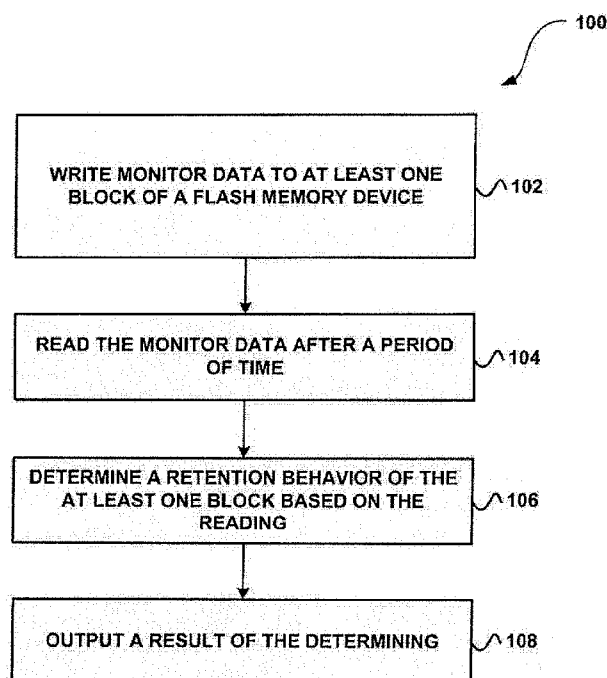 100
WRITE MONITOR DATA TO AT LEAST ONE
BLOCK OF A FLASH MEMORY DEVICE
102
READ THE MONITOR DATA AFTER A PERIOD
OF TIME
104
DETERMINE A RETENTION BEHAVIOR OF THE
AT LEAST ONE BLOCK BASED ON THE
READING
106
OUTPUT A RESULT OF THE DETERMINING
108